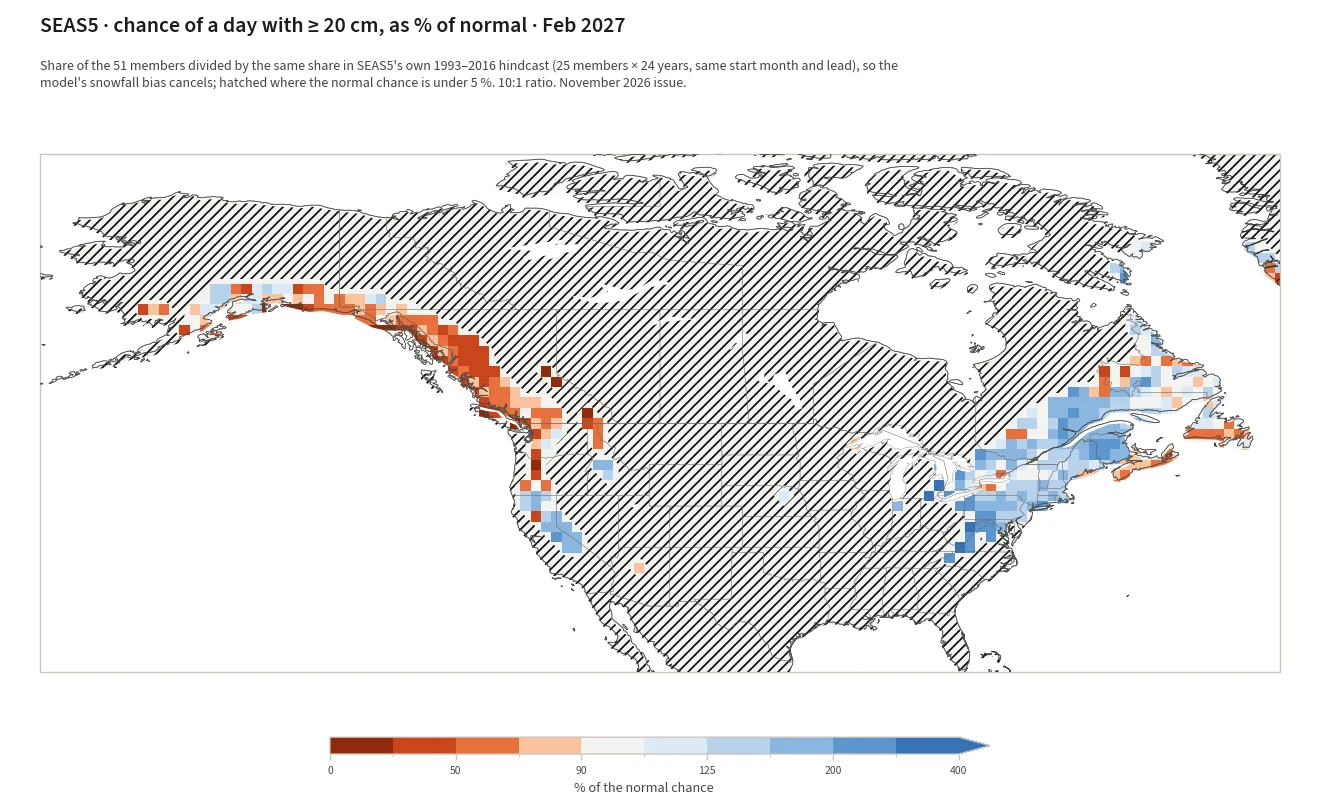 SEAS5 · chance of a day with ≥ 20 cm, as % of normal · Feb 2027
Share of the 51 members divided by the same share in SEAS5's own 1993–2016 hindcast (25 members × 24 years, same start month and lead), so the
model's snowfall bias cancels; hatched where the normal chance is under 5 %. 10:1 ratio. November 2026 issue.
0 50 90 125 200 400
% of the normal chance